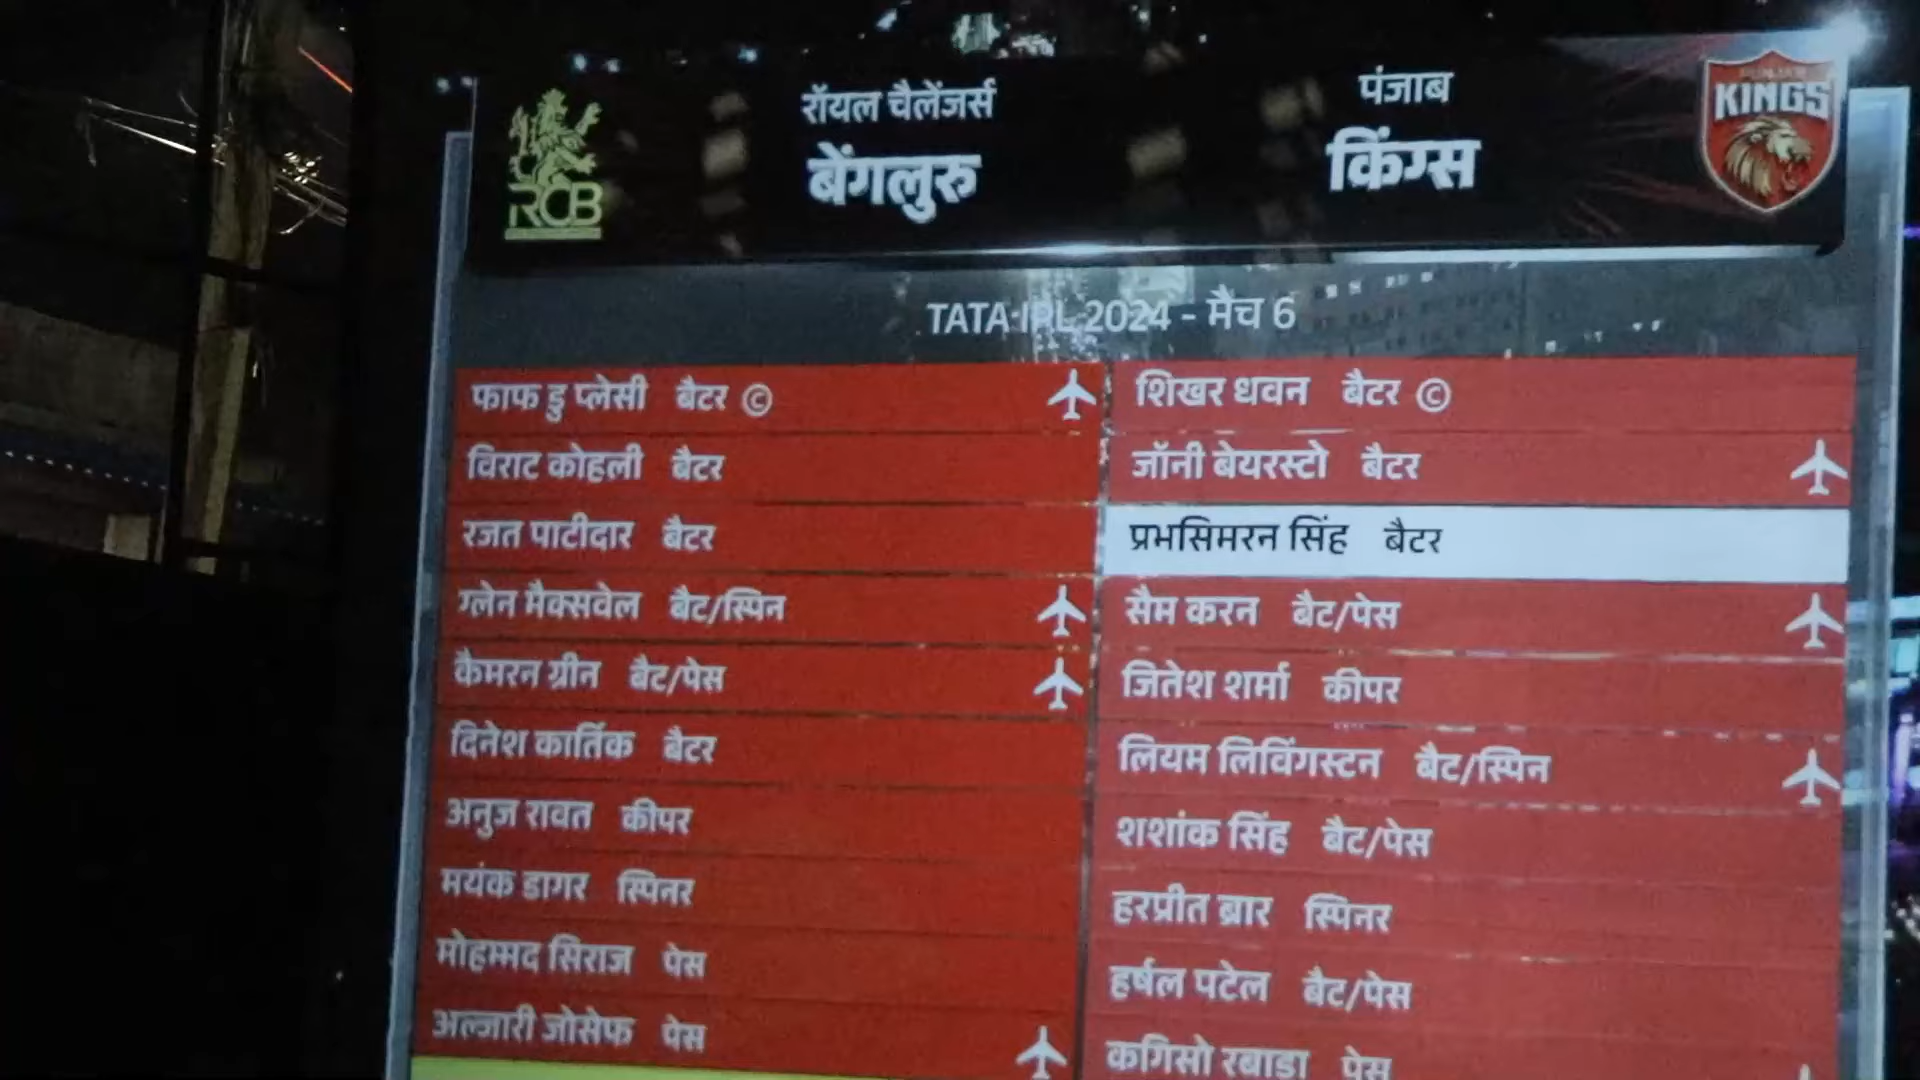 रॉयल चैलेंजर्स
बेंगलुरु
पंजाब
किंग्स
RCB
PUNJAB
KINGS
TATA IPL 2024 - मैच 6
फाफ डु प्लेसी बैटर ©
शिखर धवन बैटर ©
विराट कोहली बैटर
जॉनी बेयरस्टो बैटर
रजत पाटीदार बैटर
प्रभसिमरन सिंह बैटर
ग्लेन मैक्सवेल बैट/स्पिन
सैम करन बैट/पेस
कैमरन ग्रीन बैट/पेस
जितेश शर्मा कीपर
दिनेश कार्तिक बैटर
लियम लिविंगस्टन बैट/स्पिन
अनुज रावत कीपर
शशांक सिंह बैट/पेस
मयंक डागर स्पिनर
हरप्रीत ब्रार स्पिनर
मोहम्मद सिराज पेस
हर्षल पटेल बैट/पेस
अल्जारी जोसेफ पेस
कगिसो रबाडा पेस